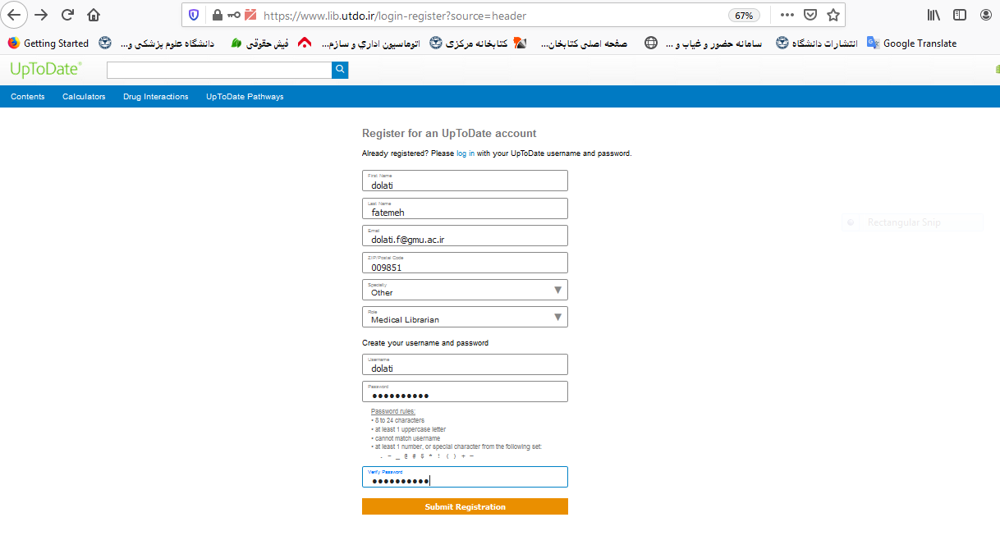 https://www.lib.utdo.ir/login-register?source=header
67%
Getting Started
دانشگاه علوم پزشکی و...
فیش حقوقی
اتوماسیون اداري و سازم...
کتابخانه مرکزی
صفحه اصلی کتابخان...
سامانه حضور و غیاب و ...
انتشارات دانشگاه
Google Translate
UpToDate®
Contents
Calculators
Drug Interactions
UpToDate Pathways
Register for an UpToDate account
Already registered? Please log in with your UpToDate username and password.
First Name
dolati
Last Name
fatemeh
Rectangular Snip
Email
dolati.f@gmu.ac.ir
ZIP/Postal Code
009851
Specialty
Other
Role
Medical Librarian
Create your username and password
Username
dolati
Password
••••••••••
Password rules:
• 8 to 24 characters
• at least 1 uppercase letter
• cannot match username
• at least 1 number, or special character from the following set:
. ~ _ @ # $ * ! ( ) + -
Verify Password
••••••••••
Submit Registration